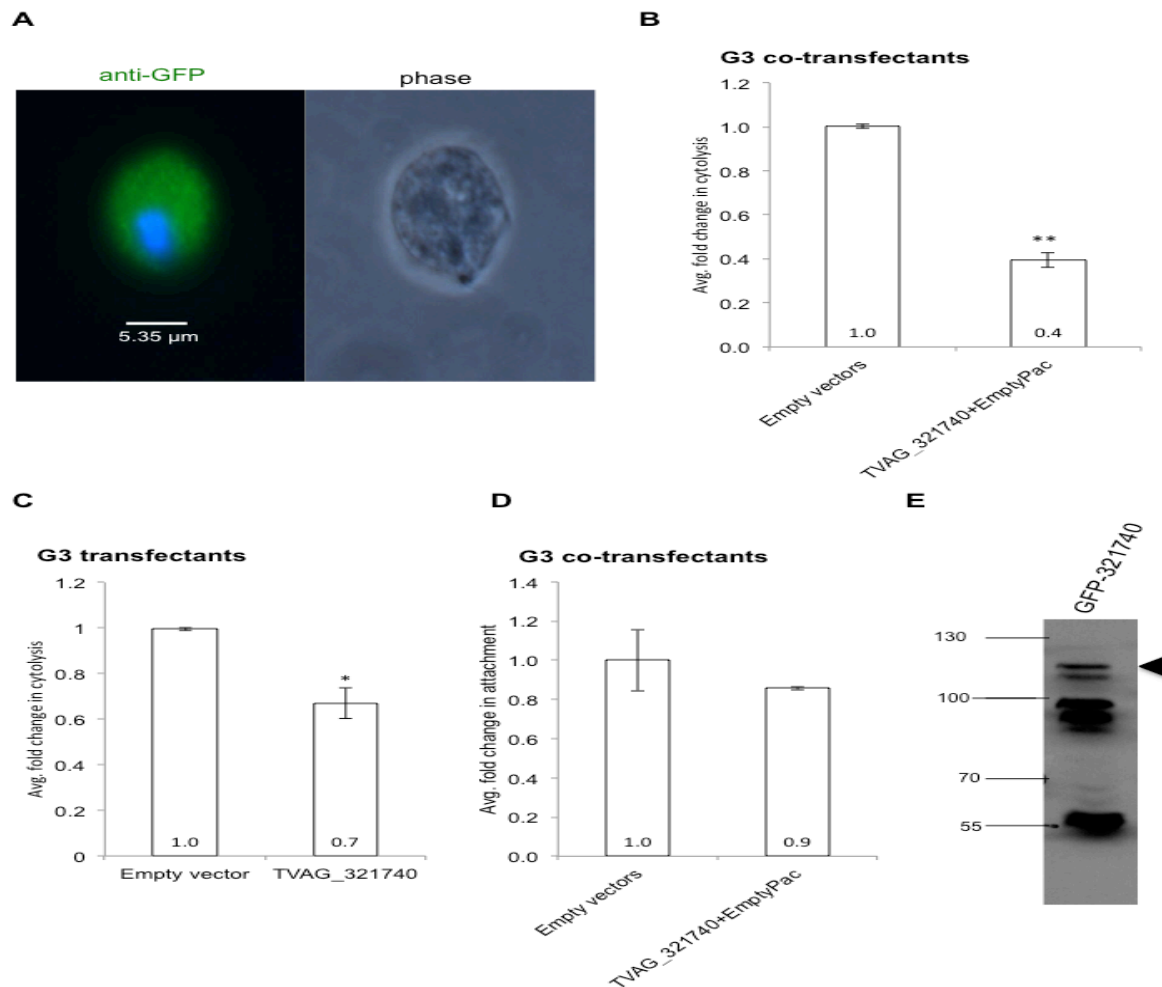 A
anti-GFP
phase
5.35 µm
B
G3 co-transfectants
Avg. fold change in cytolysis
1.2
1.0
0.8
0.6
0.4
0.2
0.0
**
1.0
0.4
Empty vectors
TVAG_321740+EmptyPac
C
G3 transfectants
Avg. fold change in cytolysis
1.2
1
0.8
0.6
0.4
0.2
0
*
1.0
0.7
Empty vector
TVAG_321740
D
G3 co-transfectants
Avg. fold change in attachment
1.4
1.2
1.0
0.8
0.6
0.4
0.2
0.0
1.0
0.9
Empty vectors
TVAG_321740+EmptyPac
E
GFP-321740
130
100
70
55